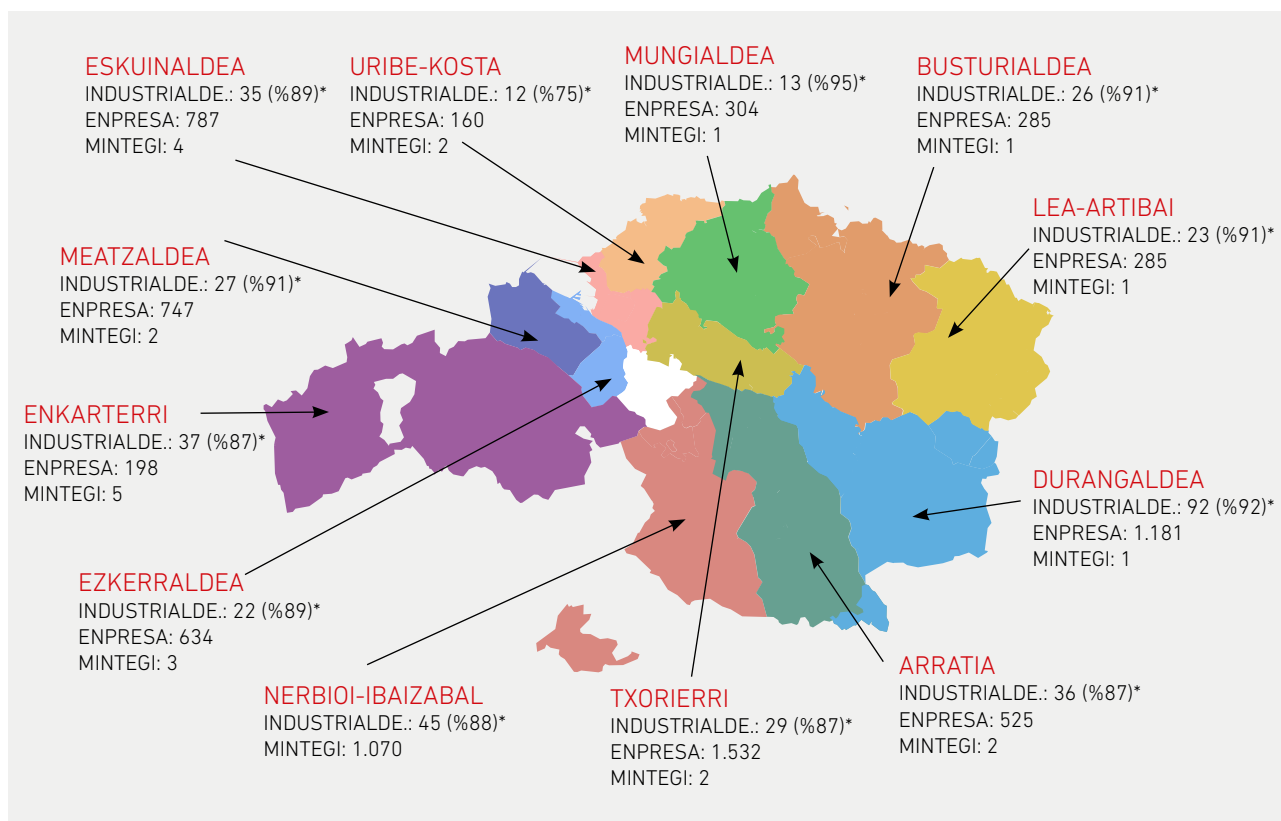 ESKUINALDEA
INDUSTRIALDE.: 35 (%89)*
ENPRESA: 787
MINTEGI: 4
URIBE-KOSTA
INDUSTRIALDE.: 12 (%75)*
ENPRESA: 160
MINTEGI: 2
MUNGIALDEA
INDUSTRIALDE.: 13 (%95)*
ENPRESA: 304
MINTEGI: 1
BUSTURIALDEA
INDUSTRIALDE.: 26 (%91)*
ENPRESA: 285
MINTEGI: 1
LEA-ARTIBAI
INDUSTRIALDE.: 23 (%91)*
ENPRESA: 285
MINTEGI: 1
MEATZALDEA
INDUSTRIALDE.: 27 (%91)*
ENPRESA: 747
MINTEGI: 2
ENKARTERRI
INDUSTRIALDE.: 37 (%87)*
ENPRESA: 198
MINTEGI: 5
DURANGALDEA
INDUSTRIALDE.: 92 (%92)*
ENPRESA: 1.181
MINTEGI: 1
EZKERRALDEA
INDUSTRIALDE.: 22 (%89)*
ENPRESA: 634
MINTEGI: 3
NERBIOI-IBAIZABAL
INDUSTRIALDE.: 45 (%88)*
MINTEGI: 1.070
TXORIERRI
INDUSTRIALDE.: 29 (%87)*
ENPRESA: 1.532
MINTEGI: 2
ARRATIA
INDUSTRIALDE.: 36 (%87)*
ENPRESA: 525
MINTEGI: 2